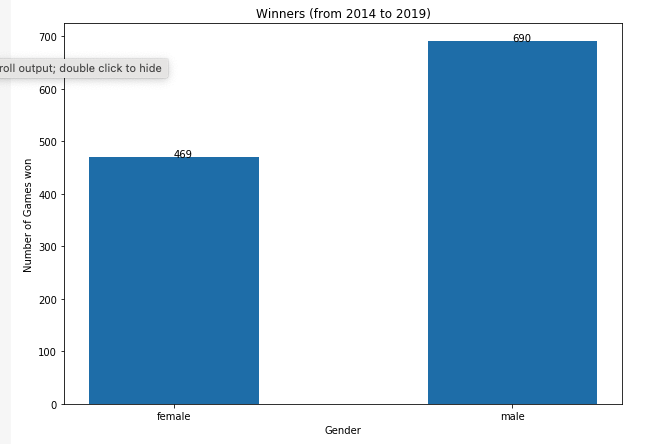 Winners (from 2014 to 2019)
700
690
roll output; double click to hide
600
500
469
400
300
200
100
0
Number of Games won
female
male
Gender